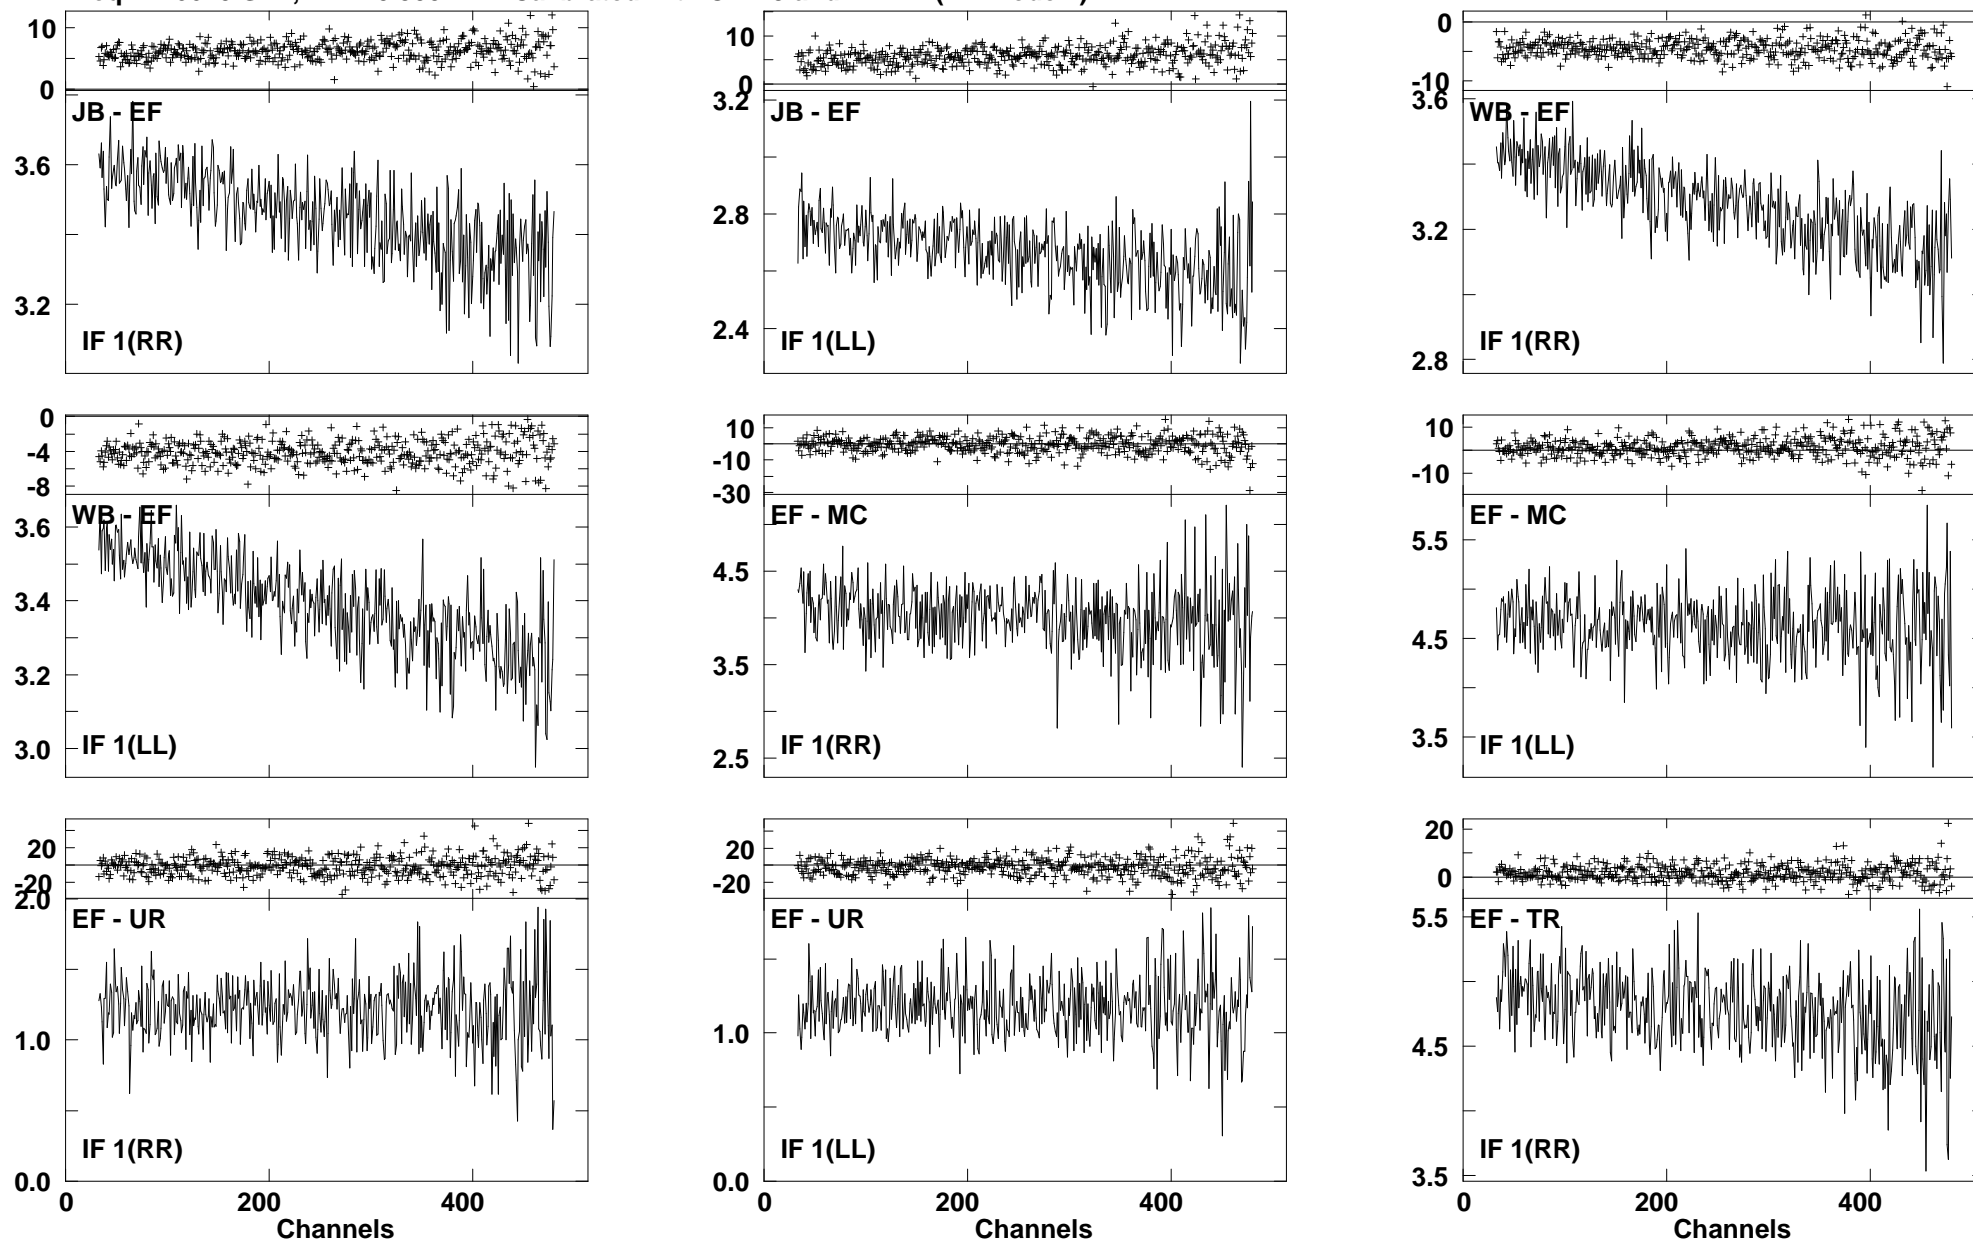 10
0
JB - EF
3.6
3.2
IF 1(RR)
10
0
3.2
JB - EF
2.8
2.4
IF 1(LL)
0
-10
3.6
WB - EF
3.2
2.8
IF 1(RR)
0
-4
-8
WB - EF
3.6
3.4
3.2
3.0
IF 1(LL)
10
-10
-30
EF - MC
4.5
3.5
2.5
IF 1(RR)
10
-10
EF - MC
5.5
4.5
3.5
IF 1(LL)
20
-20
2.0
EF - UR
1.0
0.0
IF 1(RR)
0 200 400
Channels
20
-20
EF - UR
1.0
0.0
IF 1(LL)
0 200 400
Channels
20
0
EF - TR
5.5
4.5
3.5
IF 1(RR)
0 200 400
Channels